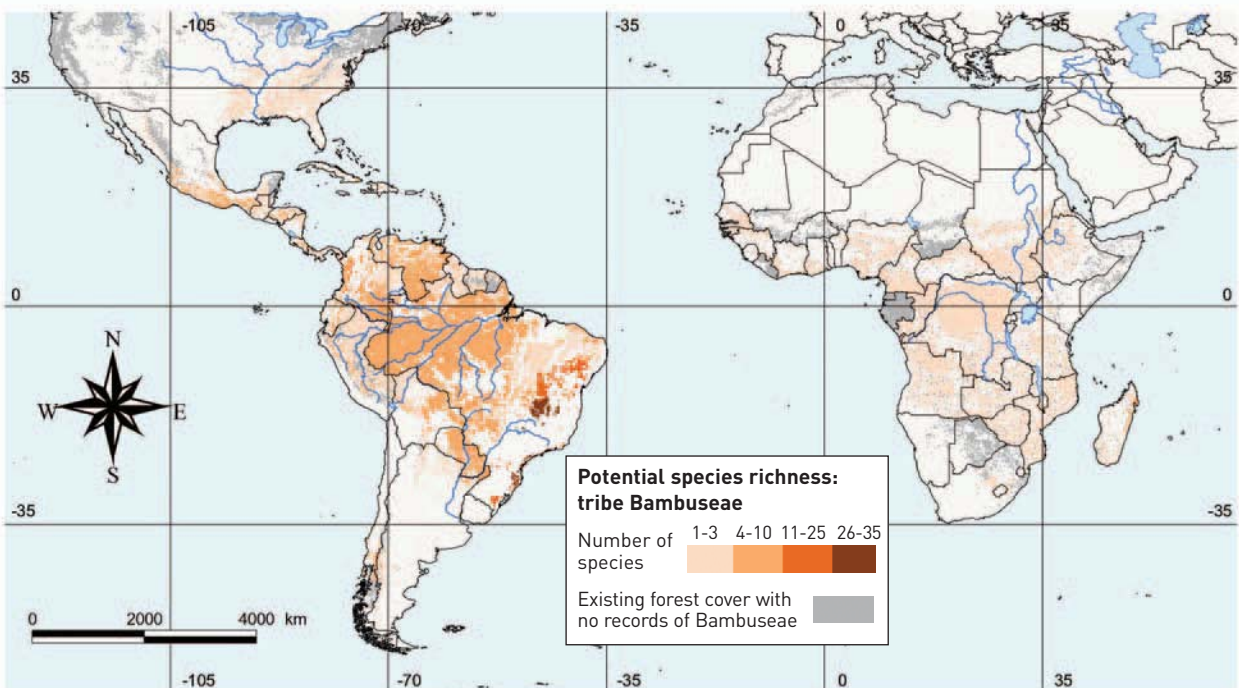 -105 -70 -35 0 35
35 35
0 0
N
W E
S
Potential species richness:
tribe Bambuseae
1-3 4-10 11-25 26-35
Number of
species
Existing forest cover with
no records of Bambuseae
-35 -35
0 2000 4000 km
-105 -70 -35 0 35